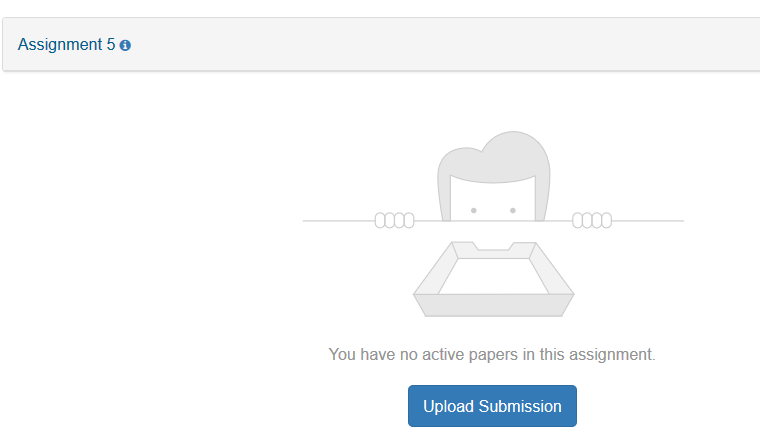 Assignment 5
You have no active papers in this assignment.
Upload Submission